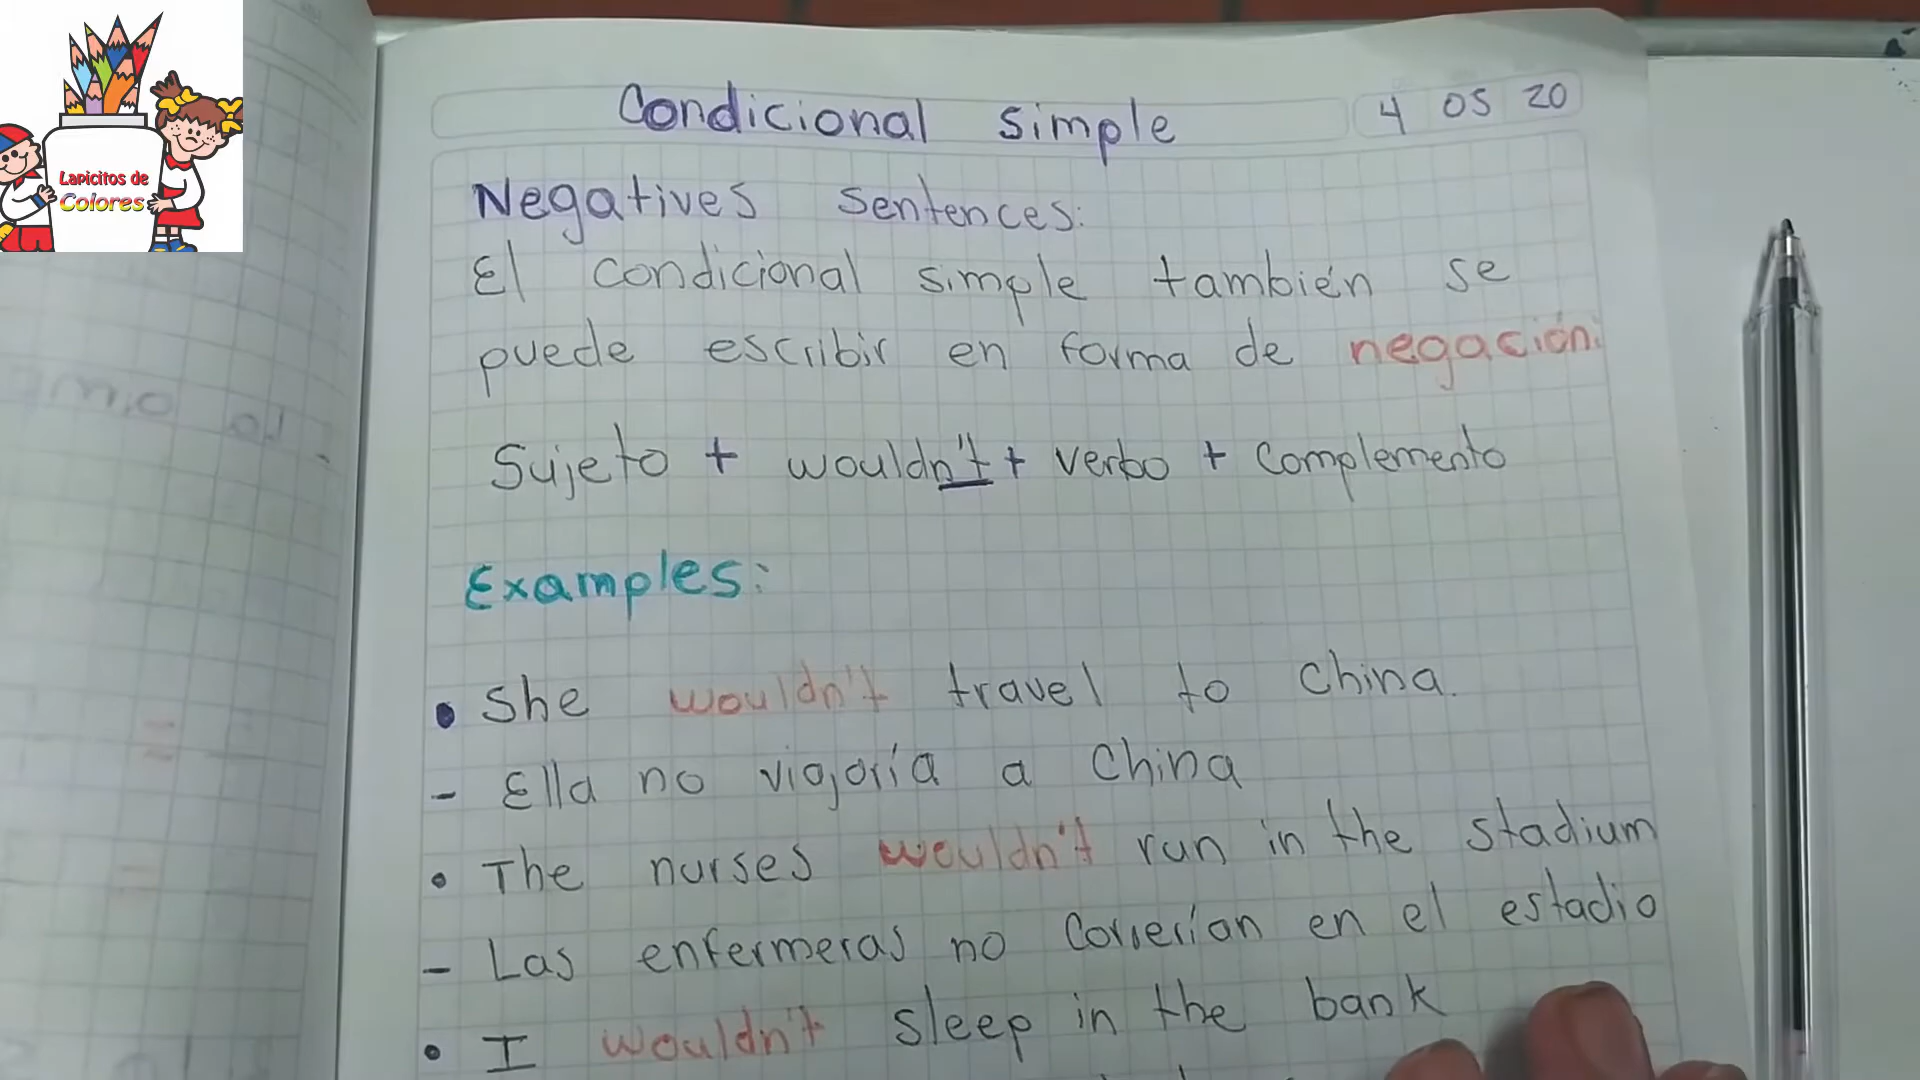 Lapicitos de
Colores
Condicional simple 4 05 20
Negatives sentences:
El condicional simple también se
puede escribir en forma de negación:
Sujeto + wouldn't + verbo + complemento
Examples:
• She wouldn't travel to China.
- Ella no viajaría a China
• The nurses wouldn't run in the stadium
- Las enfermeras no correrían en el estadio
• I wouldn't sleep in the bank